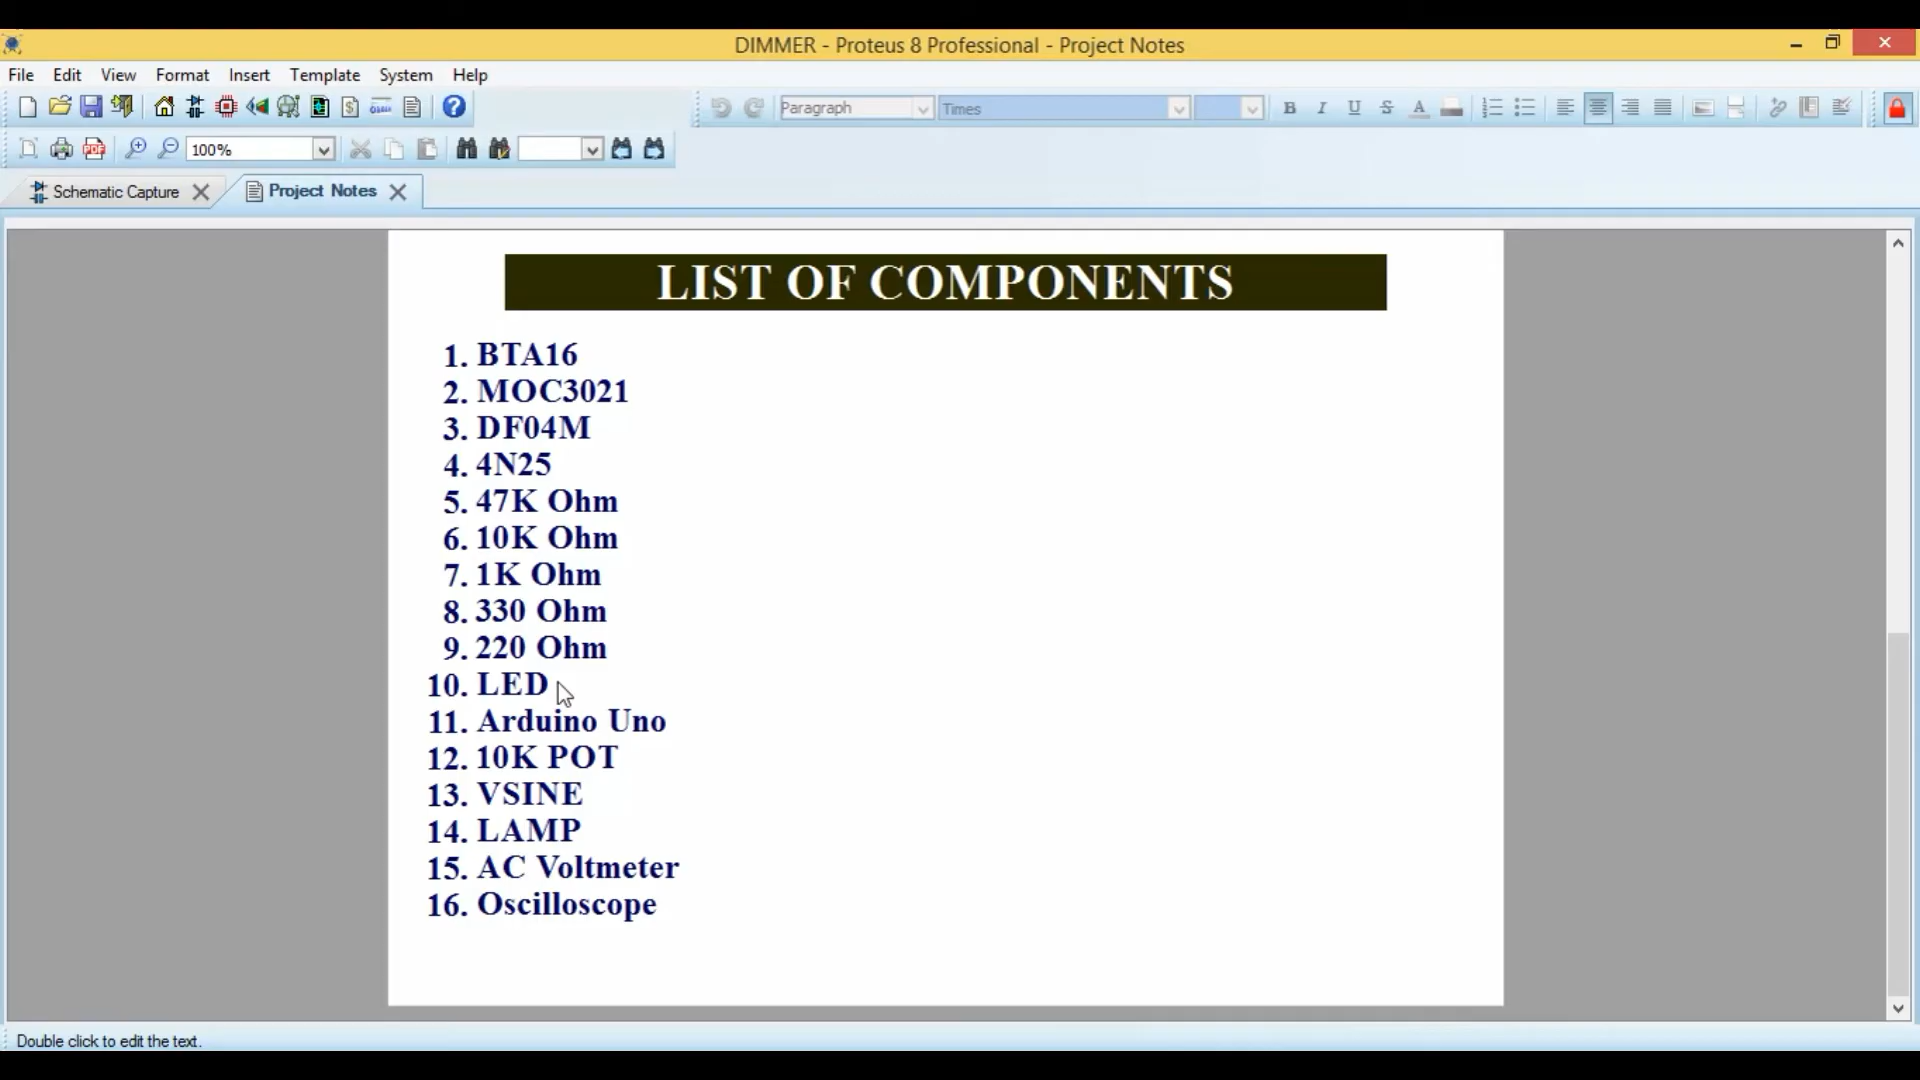 DIMMER - Proteus 8 Professional - Project Notes
File Edit View Format Insert Template System Help
Paragraph Times
100%
Schematic Capture Project Notes
LIST OF COMPONENTS
1. BTA16
2. MOC3021
3. DF04M
4. 4N25
5. 47K Ohm
6. 10K Ohm
7. 1K Ohm
8. 330 Ohm
9. 220 Ohm
10. LED
11. Arduino Uno
12. 10K POT
13. VSINE
14. LAMP
15. AC Voltmeter
16. Oscilloscope
Double click to edit the text.